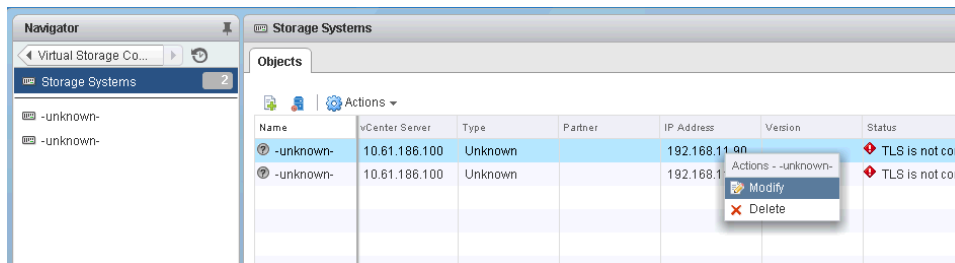 Navigator
Virtual Storage Co...
Storage Systems 2
-unknown-
-unknown-
Storage Systems
Objects
Actions
Name vCenter Server Type Partner IP Address Version Status
-unknown- 10.61.186.100 Unknown 192.168.11.90 TLS is not co
-unknown- 10.61.186.100 Unknown 192.168.1 TLS is not co
Actions - -unknown-
Modify
Delete